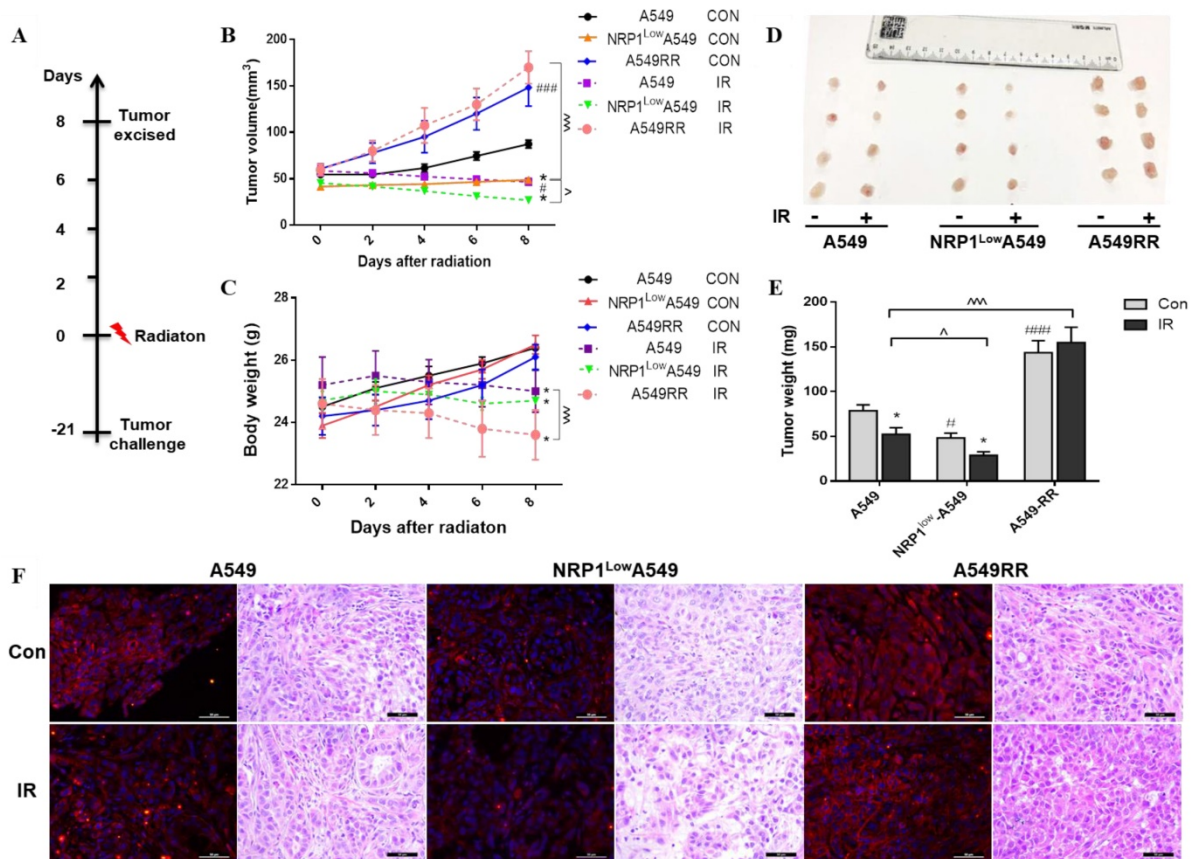 A
Days
8
Tumor
excised
6
5
2
0
Radiaton
-21
Tumor
challenge
B
Tumor volume(mm³)
200
150
100
50
0
0 2 4 6 8
Days after radiation
A549 CON
NRP1ᴸᵒʷA549 CON
A549RR CON
A549 IR
NRP1ᴸᵒʷA549 IR
A549RR IR
###
^^^
*
#
*
^
C
Body weight (g)
28
26
24
22
0 2 4 6 8
Days after radiaton
A549 CON
NRP1ᴸᵒʷA549 CON
A549RR CON
A549 IR
NRP1ᴸᵒʷA549 IR
A549RR IR
*
*
*
^^^
D
IR - + - + - +
A549 NRP1ᴸᵒʷA549 A549RR
E
Tumor weight (mg)
200
150
100
50
0
Con
IR
^^^
^
*
#
*
###
A549
NRP1ˡᵒʷ-A549
A549-RR
F
A549 NRP1ᴸᵒʷA549 A549RR
Con
IR